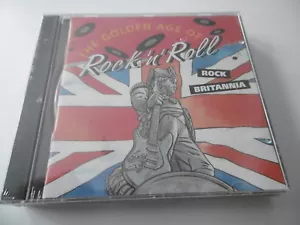 THE GOLDEN AGE OF
Rock 'n' Roll
ROCK
BRITANNIA